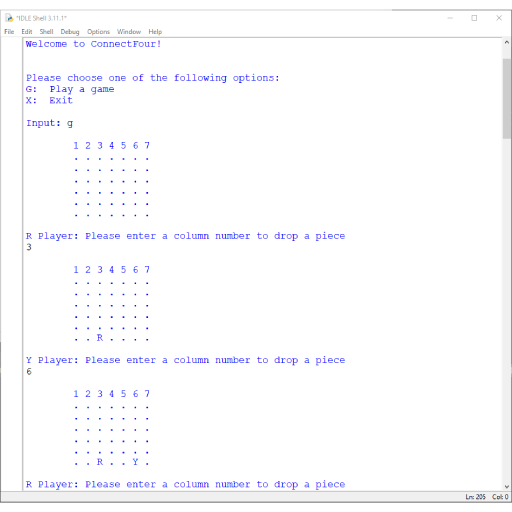 *IDLE Shell 3.11.1*
File Edit Shell Debug Options Window Help
Welcome to ConnectFour!
Please choose one of the following options:
G:  Play a game
X:  Exit
Input: g
1 2 3 4 5 6 7
. . . . . . .
. . . . . . .
. . . . . . .
. . . . . . .
. . . . . . .
. . . . . . .
R Player: Please enter a column number to drop a piece
3
1 2 3 4 5 6 7
. . . . . . .
. . . . . . .
. . . . . . .
. . . . . . .
. . . . . . .
. . R . . . .
Y Player: Please enter a column number to drop a piece
6
1 2 3 4 5 6 7
. . . . . . .
. . . . . . .
. . . . . . .
. . . . . . .
. . . . . . .
. . R . . Y .
R Player: Please enter a column number to drop a piece
Ln: 205 Col: 0